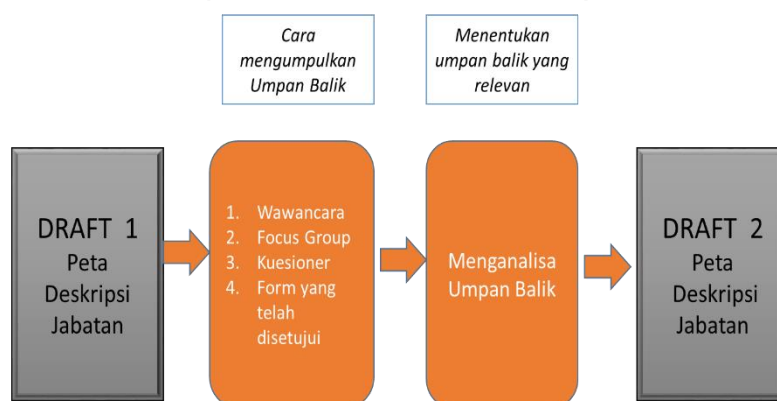 Cara
mengumpulkan
Umpan Balik
Menentukan
umpan balik yang
relevan
DRAFT 1
Peta
Deskripsi
Jabatan
1. Wawancara
2. Focus Group
3. Kuesioner
4. Form yang
telah
disetujui
Menganalisa
Umpan Balik
DRAFT 2
Peta
Deskripsi
Jabatan